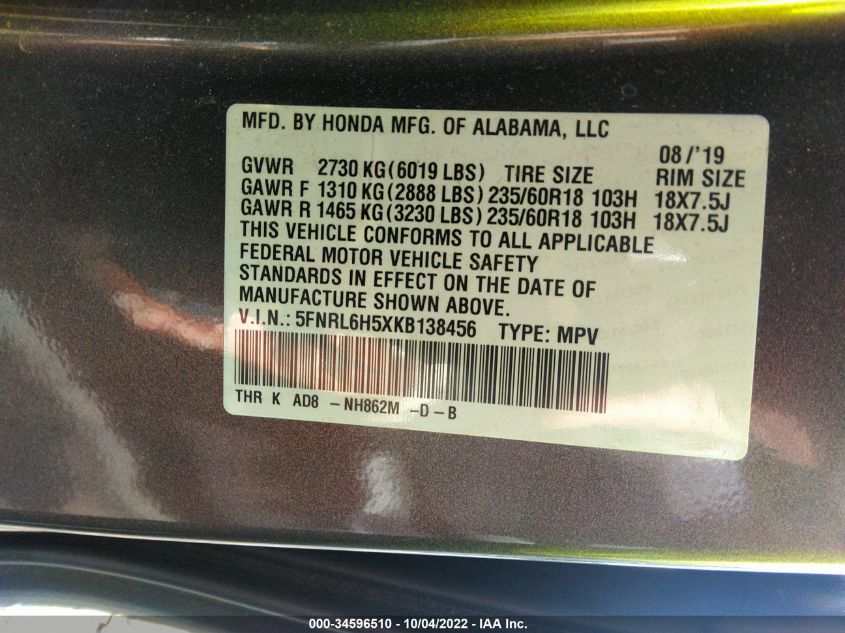 MFD. BY HONDA MFG. OF ALABAMA, LLC
08/'19
GVWR 2730 KG(6019 LBS) TIRE SIZE RIM SIZE
GAWR F 1310 KG(2888 LBS) 235/60R18 103H 18X7.5J
GAWR R 1465 KG(3230 LBS) 235/60R18 103H 18X7.5J
THIS VEHICLE CONFORMS TO ALL APPLICABLE
FEDERAL MOTOR VEHICLE SAFETY
STANDARDS IN EFFECT ON THE DATE OF
MANUFACTURE SHOWN ABOVE.
V.I.N.: 5FNRL6H5XKB138456 TYPE: MPV
THR K AD8 -NH862M -D-B
000-34596510 - 10/04/2022 - IAA Inc.